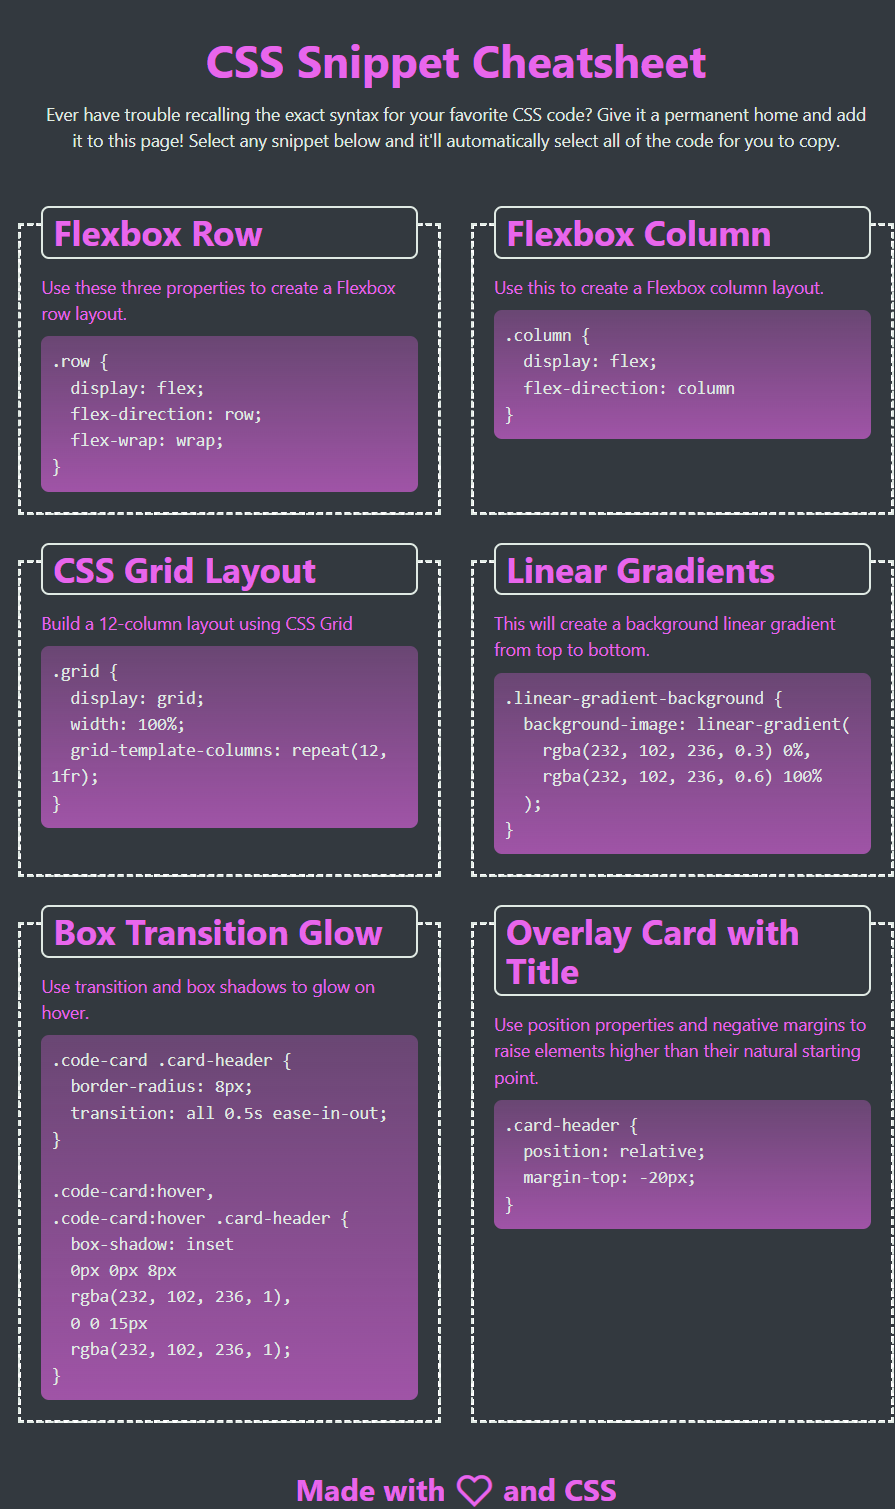 CSS Snippet Cheatsheet
Ever have trouble recalling the exact syntax for your favorite CSS code? Give it a permanent home and add
it to this page! Select any snippet below and it'll automatically select all of the code for you to copy.
Flexbox Row
Use these three properties to create a Flexbox
row layout.
.row {
  display: flex;
  flex-direction: row;
  flex-wrap: wrap;
}
Flexbox Column
Use this to create a Flexbox column layout.
.column {
  display: flex;
  flex-direction: column
}
CSS Grid Layout
Build a 12-column layout using CSS Grid
.grid {
  display: grid;
  width: 100%;
  grid-template-columns: repeat(12,
1fr);
}
Linear Gradients
This will create a background linear gradient
from top to bottom.
.linear-gradient-background {
  background-image: linear-gradient(
    rgba(232, 102, 236, 0.3) 0%,
    rgba(232, 102, 236, 0.6) 100%
  );
}
Box Transition Glow
Use transition and box shadows to glow on
hover.
.code-card .card-header {
  border-radius: 8px;
  transition: all 0.5s ease-in-out;
}

.code-card:hover,
.code-card:hover .card-header {
  box-shadow: inset
  0px 0px 8px
  rgba(232, 102, 236, 1),
  0 0 15px
  rgba(232, 102, 236, 1);
}
Overlay Card with
Title
Use position properties and negative margins to
raise elements higher than their natural starting
point.
.card-header {
  position: relative;
  margin-top: -20px;
}
Made with ♡ and CSS